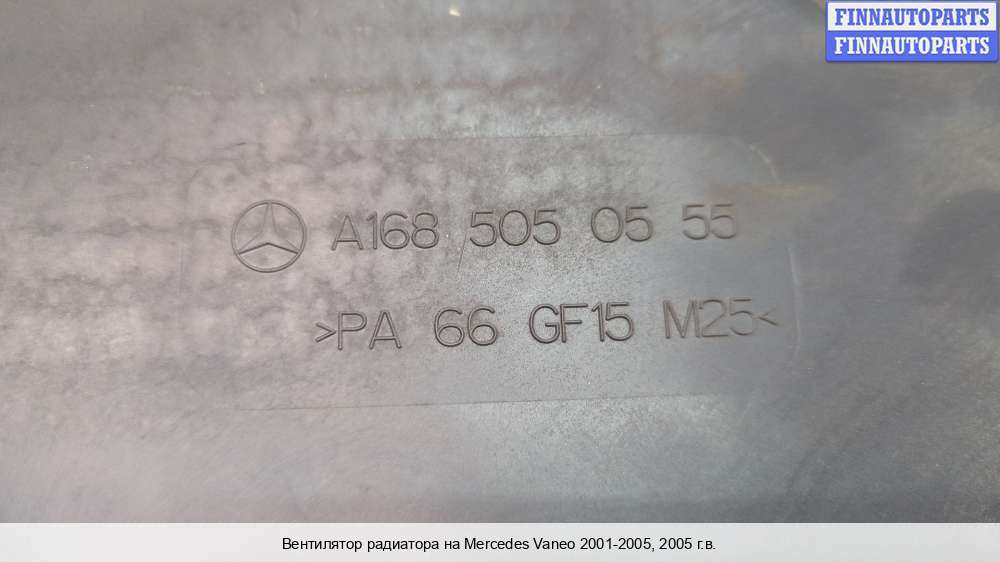 FINNAUTOPARTS
FINNAUTOPARTS
A168 505 05 55
>PA 66 GF15 M25<
Вентилятор радиатора на Mercedes Vaneo 2001-2005, 2005 г.в.